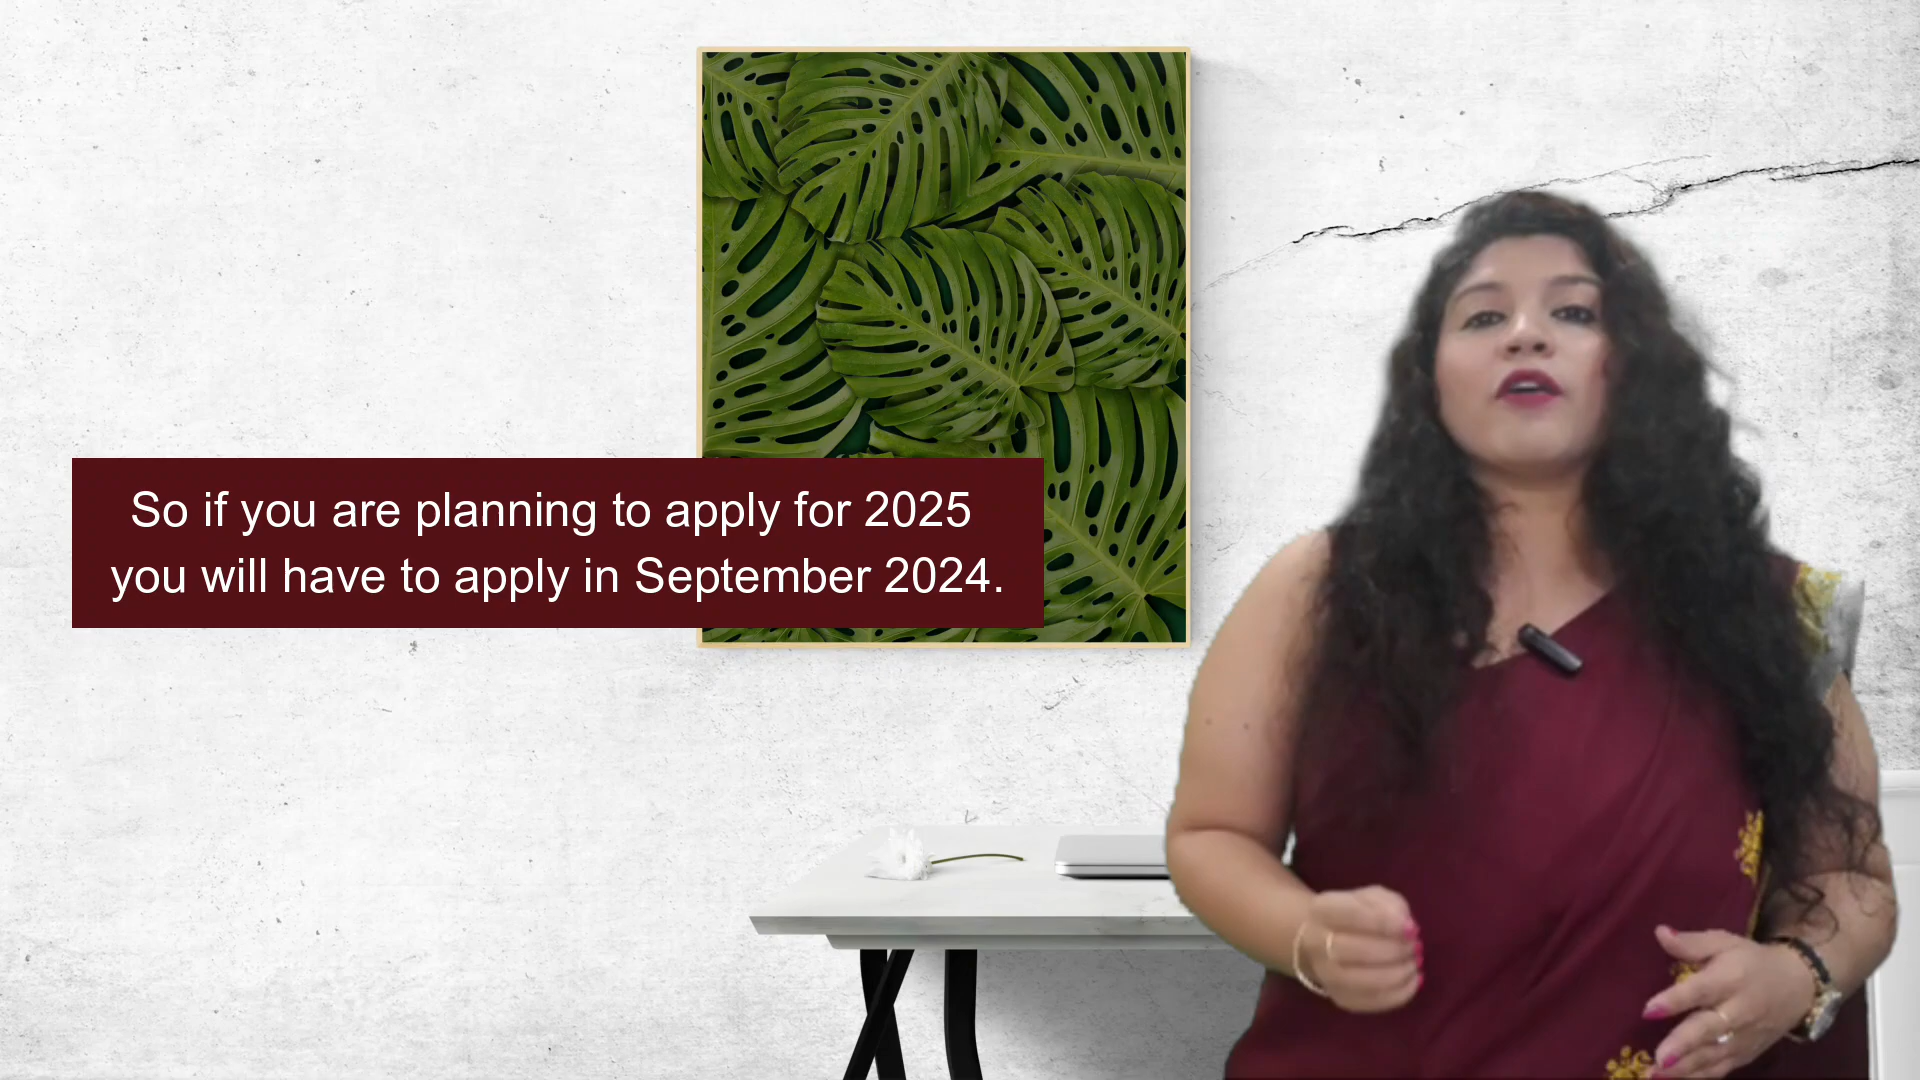 So if you are planning to apply for 2025
you will have to apply in September 2024.